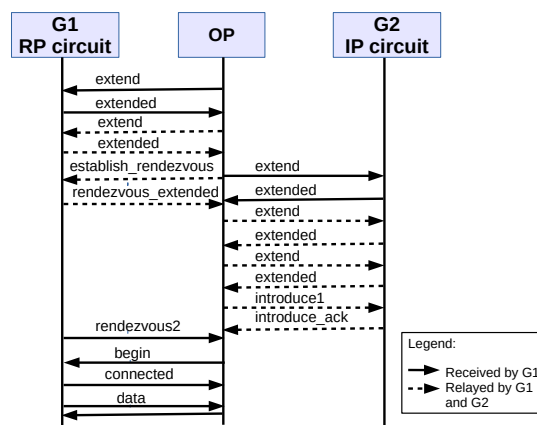 G1
RP circuit
OP
G2
IP circuit
extend
extended
extend
extended
establish_rendezvous
extend
rendezvous_extended
extended
extend
extended
extend
extended
introduce1
introduce_ack
rendezvous2
begin
connected
data
Legend:
Received by G1
Relayed by G1
and G2